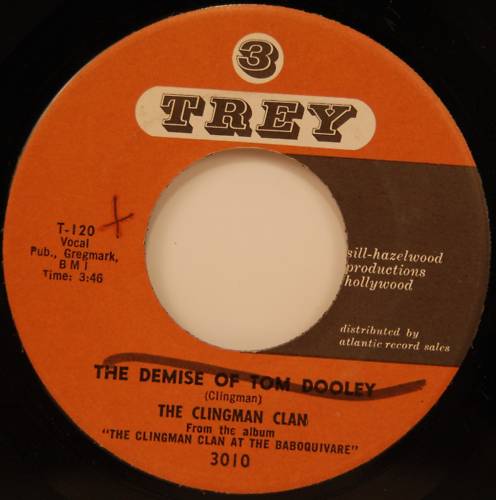 3
TREY
T-120
Vocal
Pub., Gregmark,
B M I
Time: 3:46
sill-hazelwood
productions
hollywood
distributed by
atlantic record sales
THE DEMISE OF TOM DOOLEY
(Clingman)
THE CLINGMAN CLAN
From the album
"THE CLINGMAN CLAN AT THE BABOQUIVARE"
3010